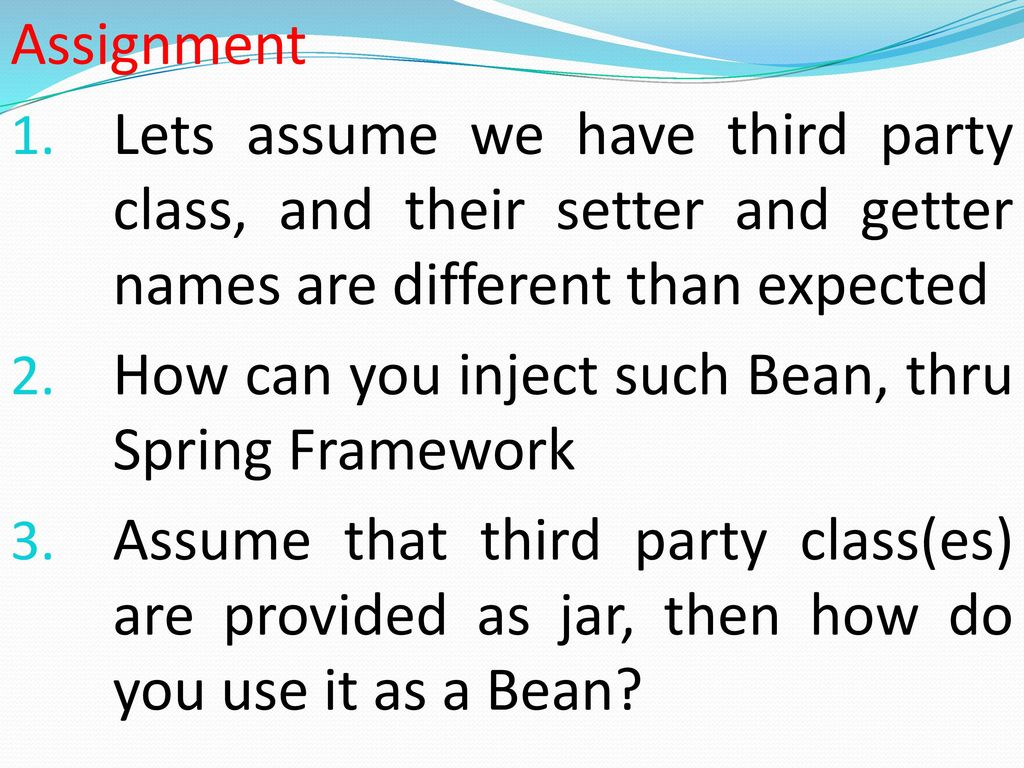 Assignment
1. Lets assume we have third party
class, and their setter and getter
names are different than expected
2. How can you inject such Bean, thru
Spring Framework
3. Assume that third party class(es)
are provided as jar, then how do
you use it as a Bean?